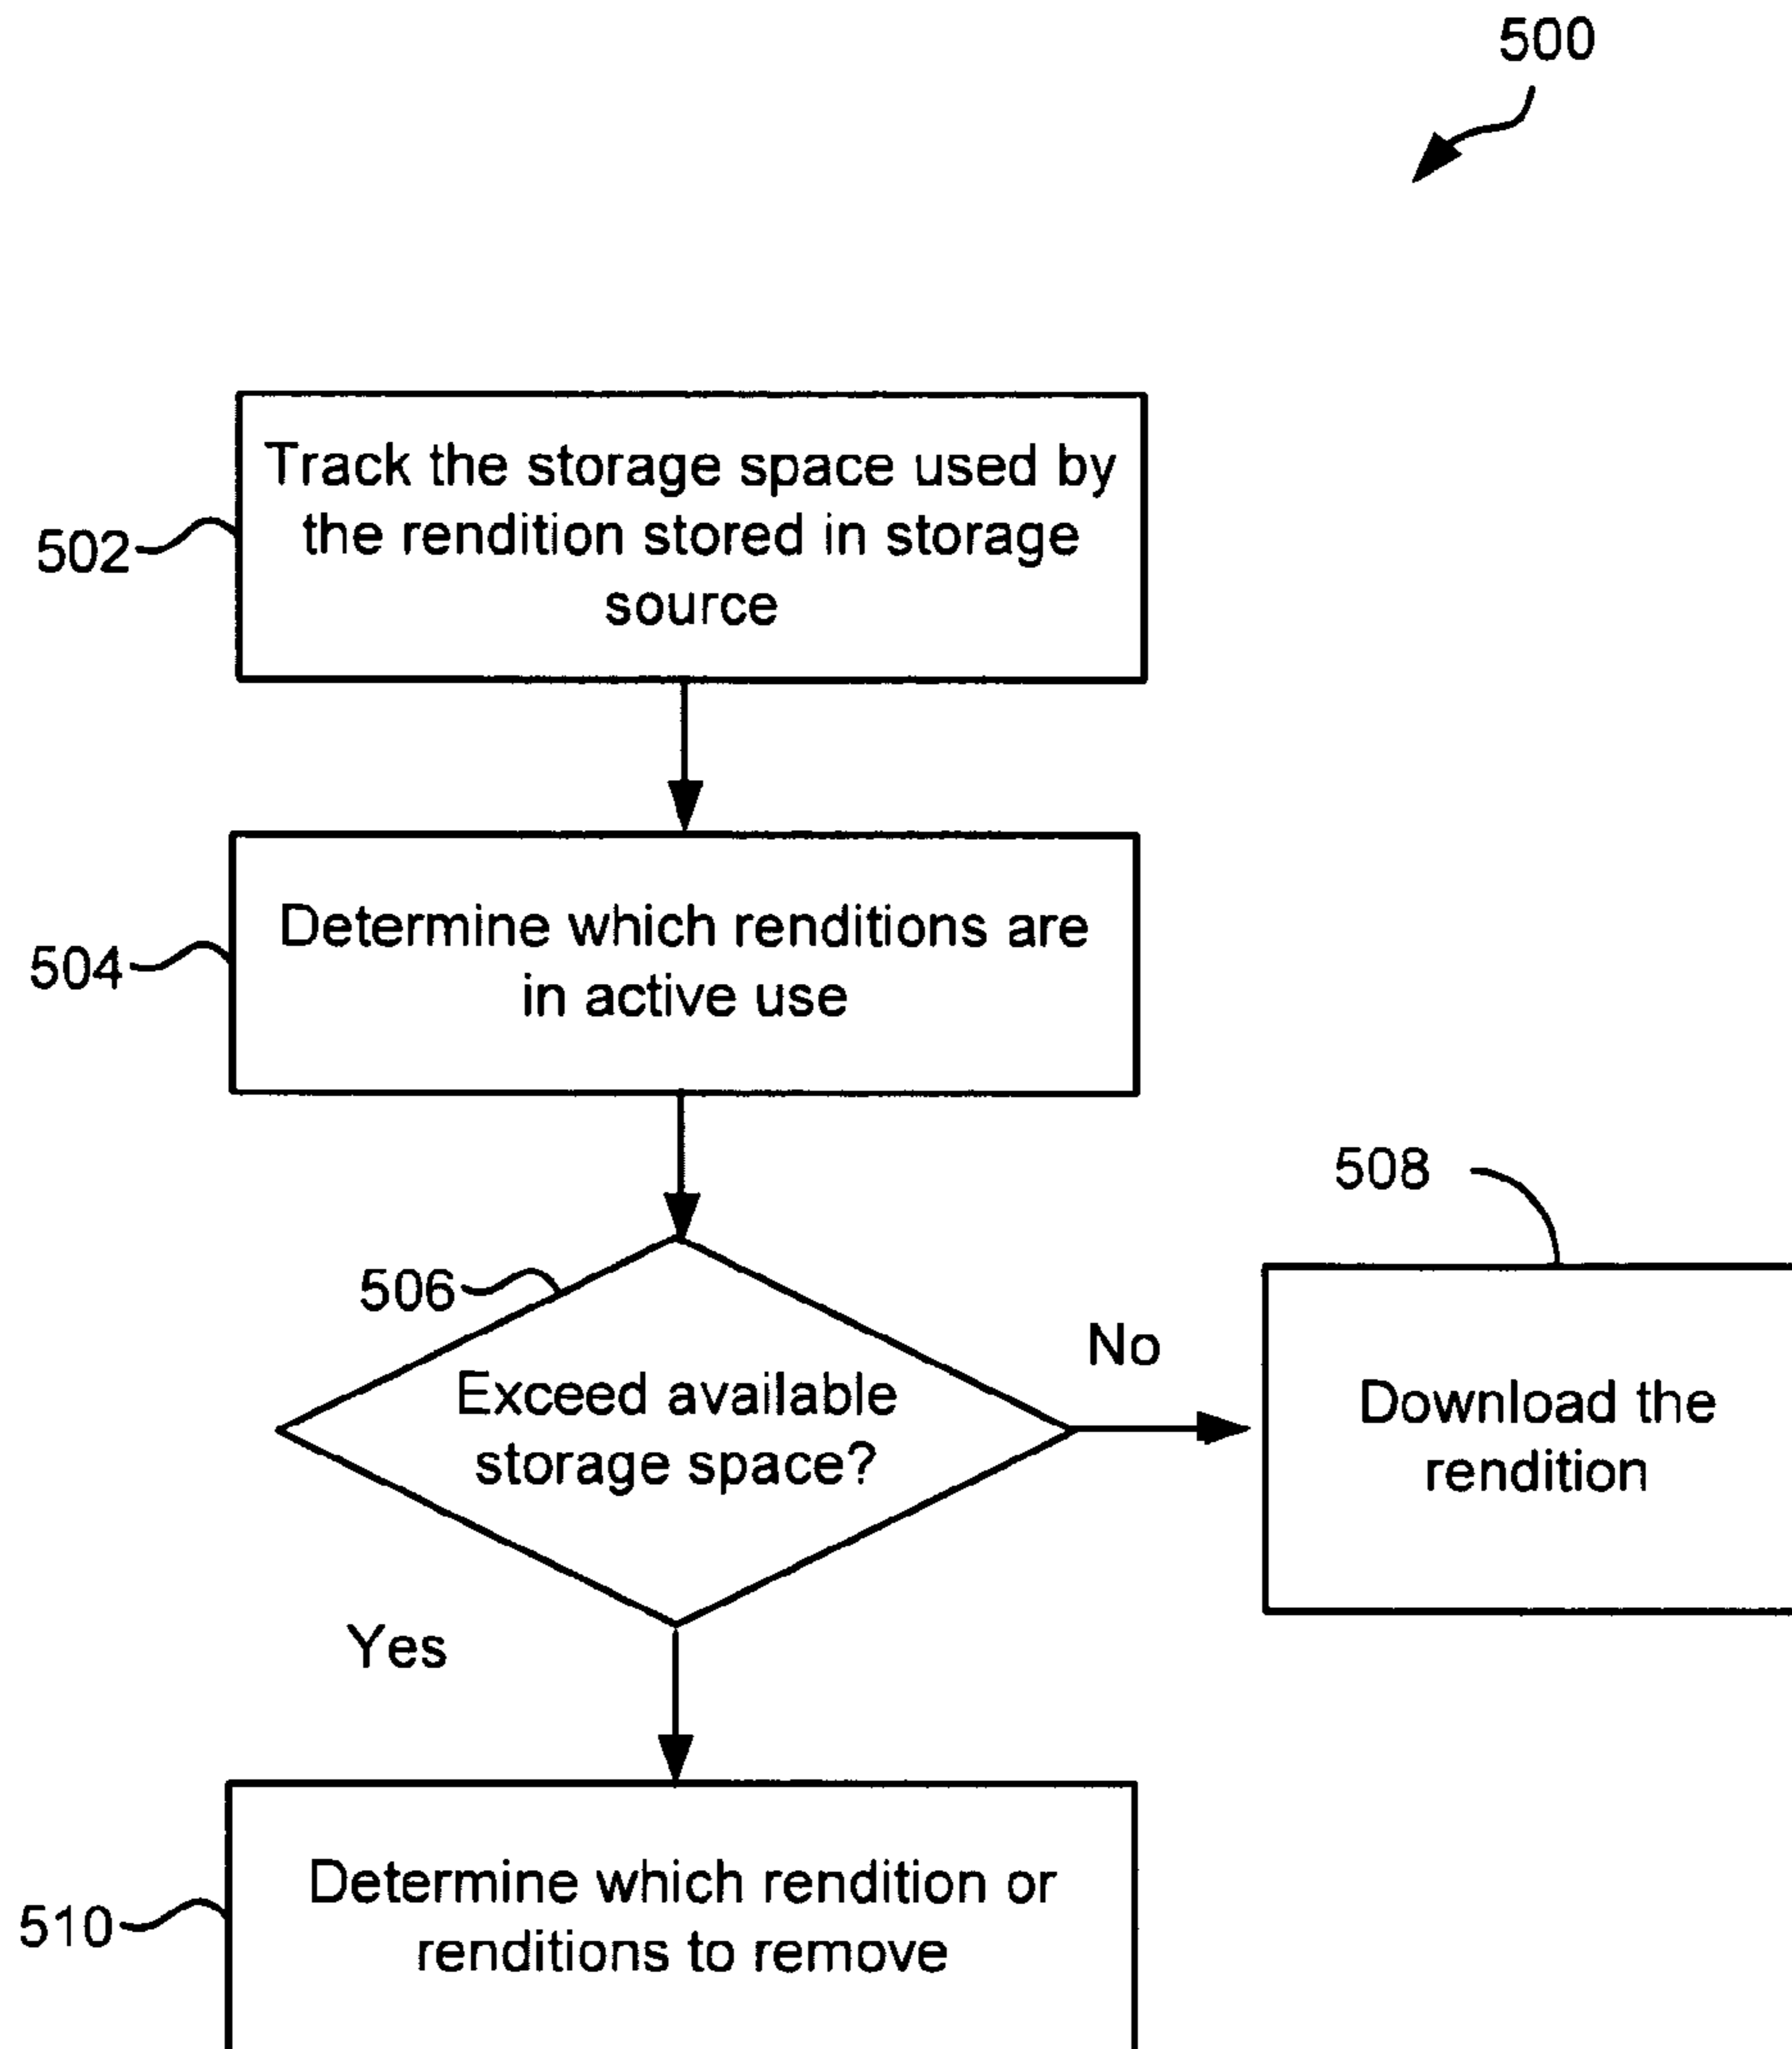 500
Track the storage space used by
the rendition stored in storage
source
502
Determine which renditions are
in active use
504
508
506
Exceed available
storage space?
No
Download the
rendition
Yes
Determine which rendition or
renditions to remove
510